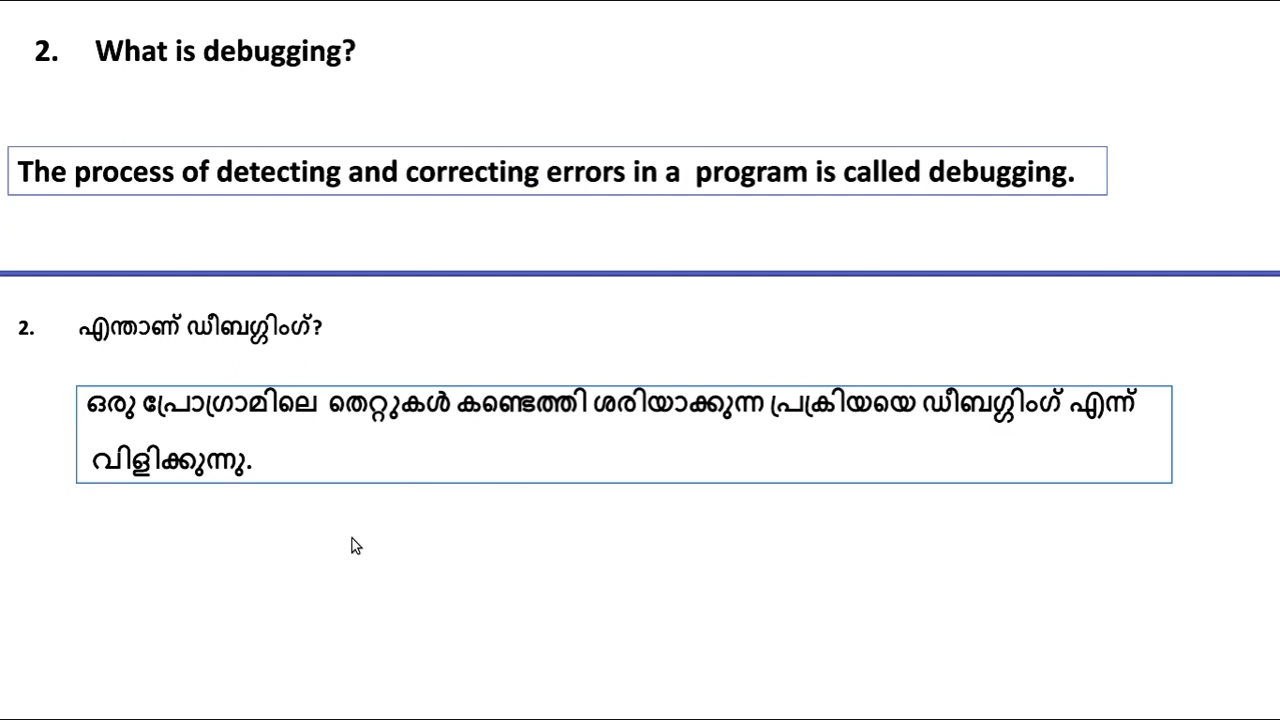 2. What is debugging?
The process of detecting and correcting errors in a program is called debugging.
2. എന്താണ് ഡീബഗ്ഗിംഗ്?
ഒരു പ്രോഗ്രാമിലെ തെറ്റുകൾ കണ്ടെത്തി ശരിയാക്കുന്ന പ്രക്രിയയെ ഡീബഗ്ഗിംഗ് എന്ന്
വിളിക്കുന്നു.